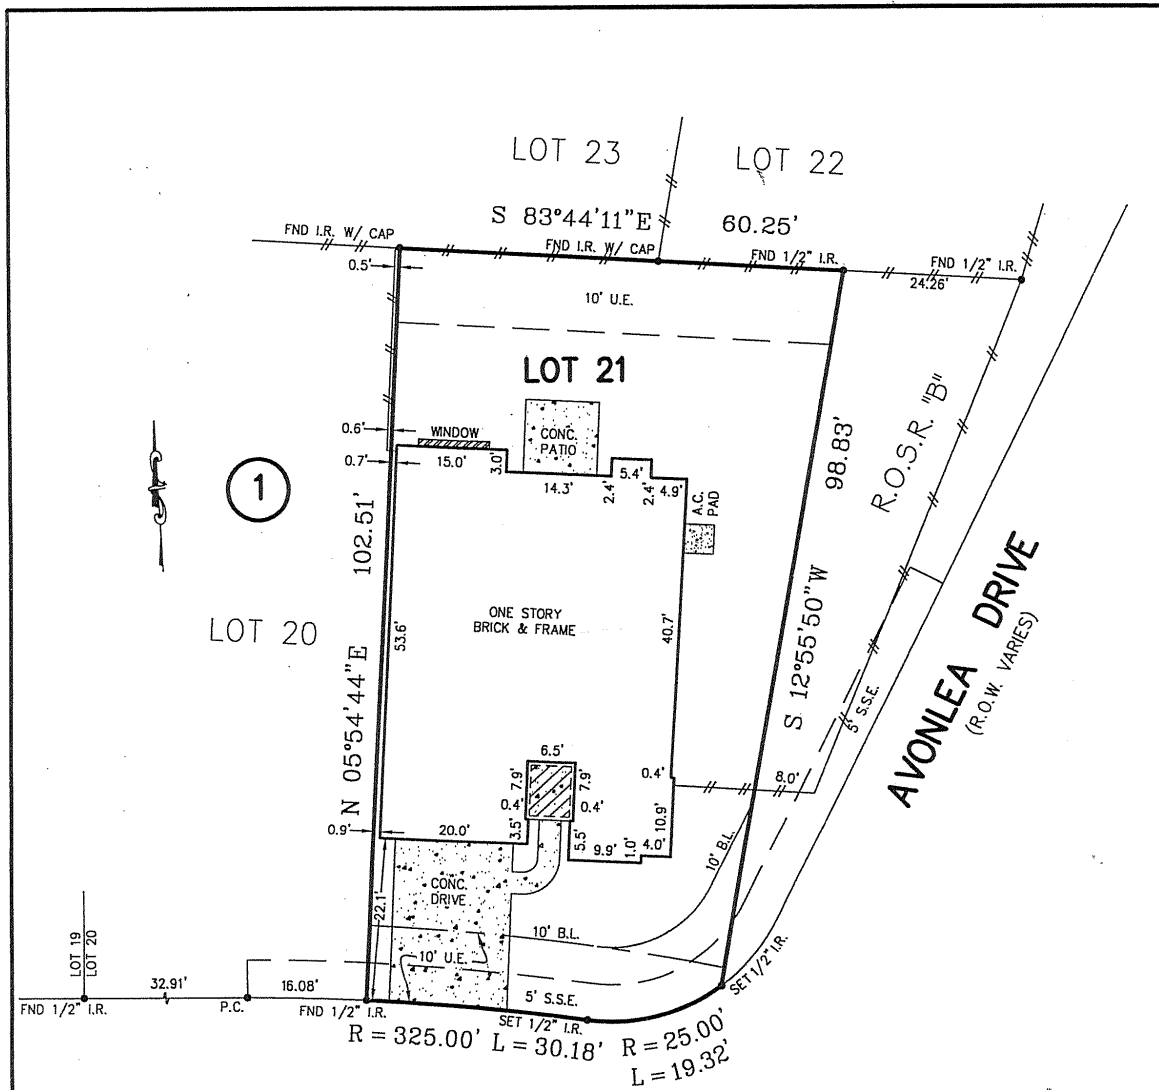 LOT 23
LOT 22
S 83°44'11"E 60.25'
FND I.R. W/ CAP
FND I.R. W/ CAP
FND 1/2" I.R.
FND 1/2" I.R.
24.26'
0.5'
10' U.E.
LOT 21
R.O.S.R. "B"
98.83'
0.6'
WINDOW
CONC.
PATIO
0.7'
15.0'
3.0'
14.3'
2.4'
5.4'
2.4'
4.9'
A.C.
PAD
1
102.51'
N 05°54'44"E
LOT 20
53.6'
ONE STORY
BRICK & FRAME
40.7'
S 12°55'50"W
AVONLEA DRIVE
(R.O.W. VARIES)
5' S.S.E.
6.5'
7.9'
7.9'
0.4'
0.4'
0.4'
8.0'
10.9'
0.9'
20.0'
3.5'
5.5'
9.9'
1.0'
4.0'
10' B.L.
CONC.
DRIVE
22.1'
10' B.L.
10' U.E.
5' S.S.E.
LOT 19
LOT 20
32.91'
16.08'
FND 1/2" I.R.
P.C.
FND 1/2" I.R.
SET 1/2" I.R.
SET 1/2" I.R.
R = 325.00' L = 30.18'
R = 25.00'
L = 19.32'